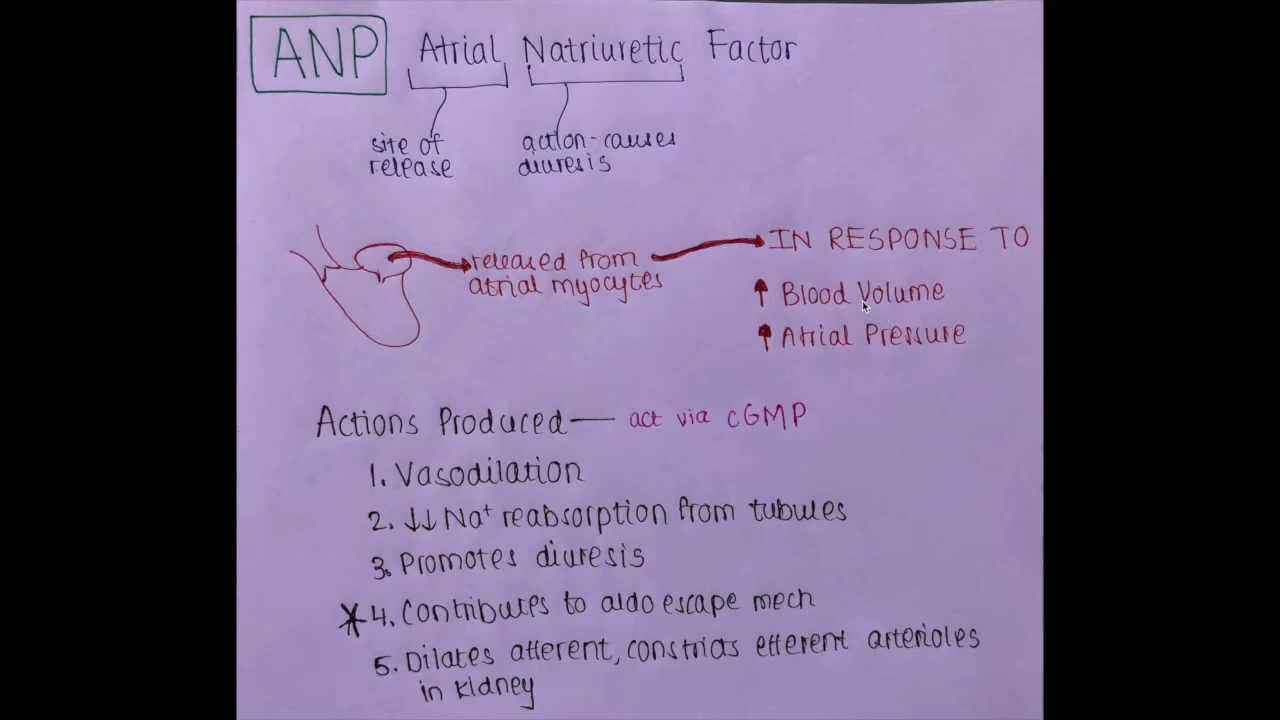 ANP Atrial Natriuretic Factor
site of release
action-causes diuresis
released from
atrial myocytes
IN RESPONSE TO
↑ Blood Volume
↑ Atrial Pressure
Actions Produced — act via cGMP
1. Vasodilation
2. ↓↓ Na⁺ reabsorption from tubules
3. Promotes diuresis
*4. Contributes to aldo escape mech
5. Dilates afferent, constricts efferent arterioles
in kidney